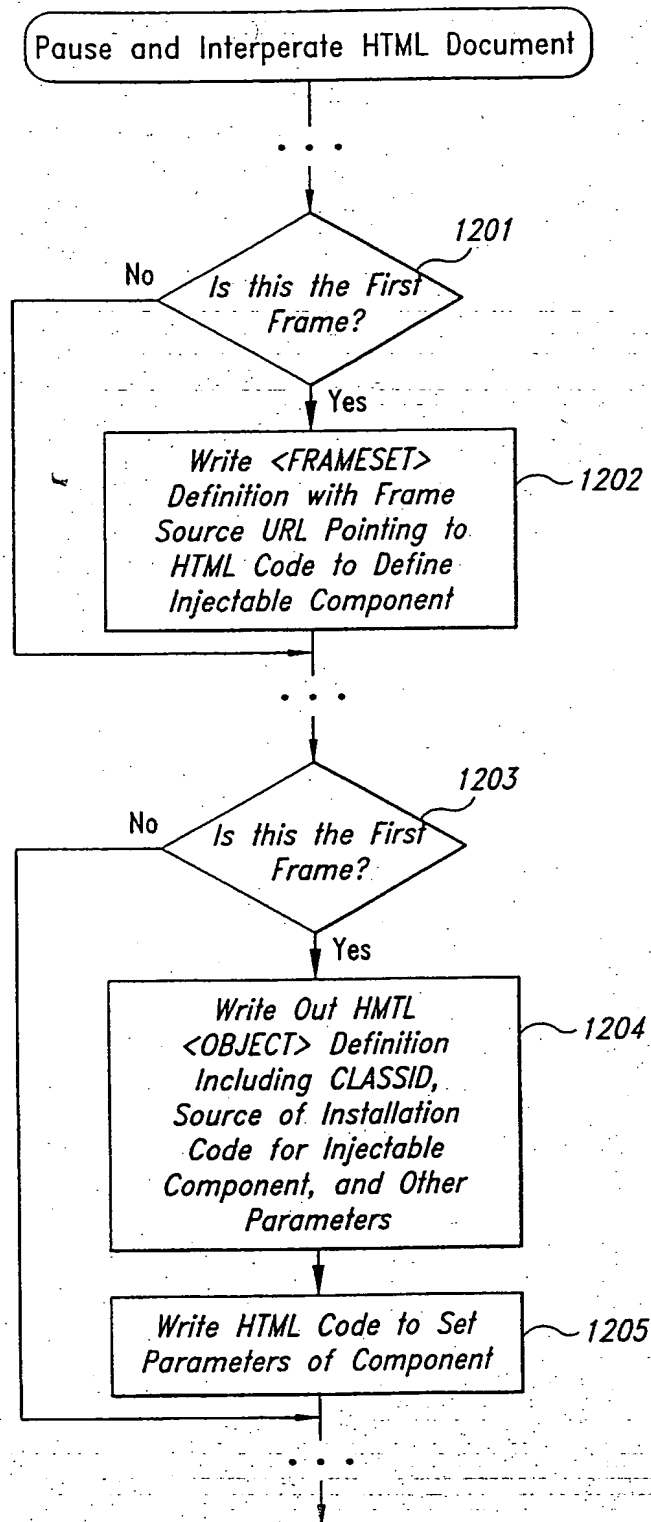 Pause and Interperate HTML Document
• • •
1201
No
Is this the First
Frame?
Yes
Write <FRAMESET>
Definition with Frame
Source URL Pointing to
HTML Code to Define
Injectable Component
1202
• • •
1203
No
Is this the First
Frame?
Yes
Write Out HMTL
<OBJECT> Definition
Including CLASSID,
Source of Installation
Code for Injectable
Component, and Other
Parameters
1204
Write HTML Code to Set
Parameters of Component
1205
• • •